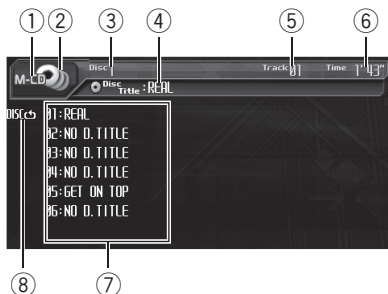 ① ② ③ ④ ⑤ ⑥
M-CD Disc 1 Track 01 Time 1'43"
Disc Title : REAL
DISC
01:REAL
02:NO D.TITLE
03:NO D.TITLE
04:NO D.TITLE
05:GET ON TOP
06:NO D.TITLE
⑧ ⑦